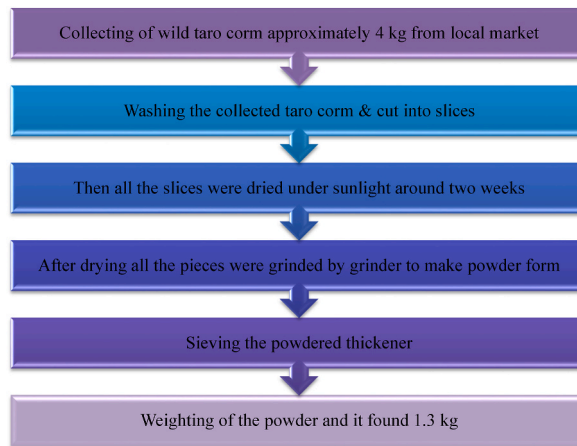 Collecting of wild taro corm approximately 4 kg from local market
Washing the collected taro corm & cut into slices
Then all the slices were dried under sunlight around two weeks
After drying all the pieces were grinded by grinder to make powder form
Sieving the powdered thickener
Weighting of the powder and it found 1.3 kg